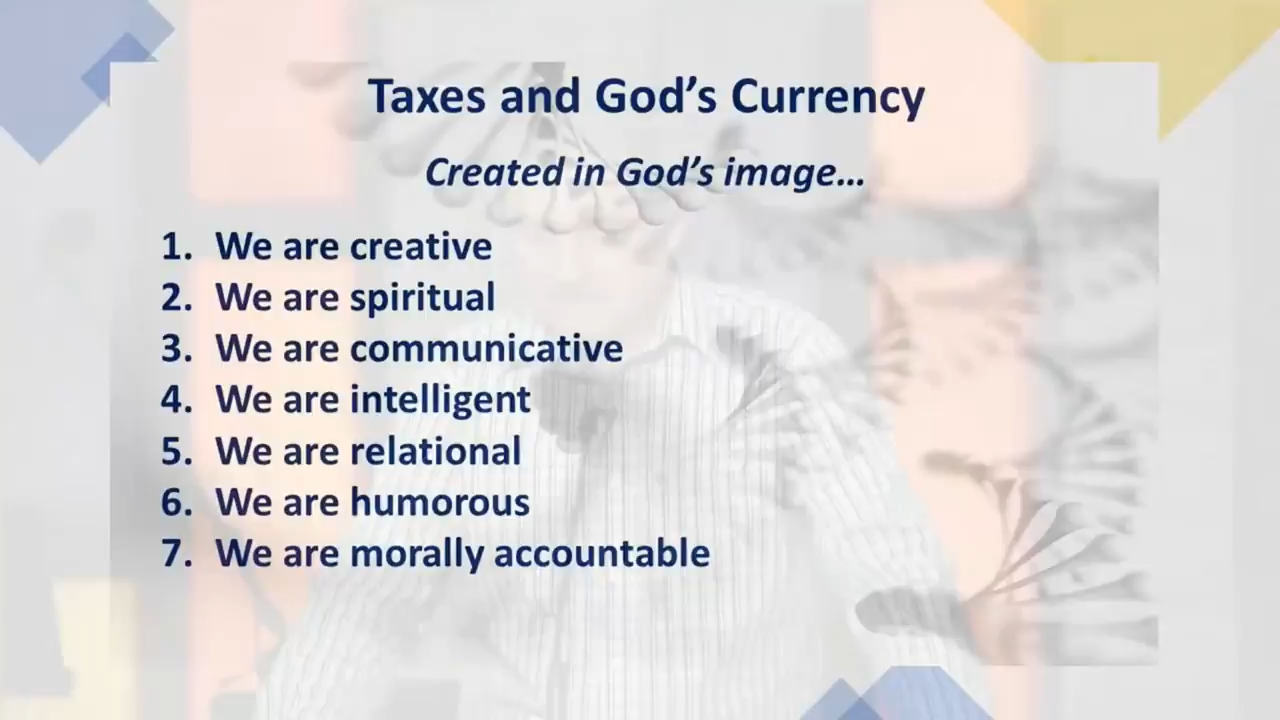 Taxes and God’s Currency
Created in God’s image…
1. We are creative
2. We are spiritual
3. We are communicative
4. We are intelligent
5. We are relational
6. We are humorous
7. We are morally accountable